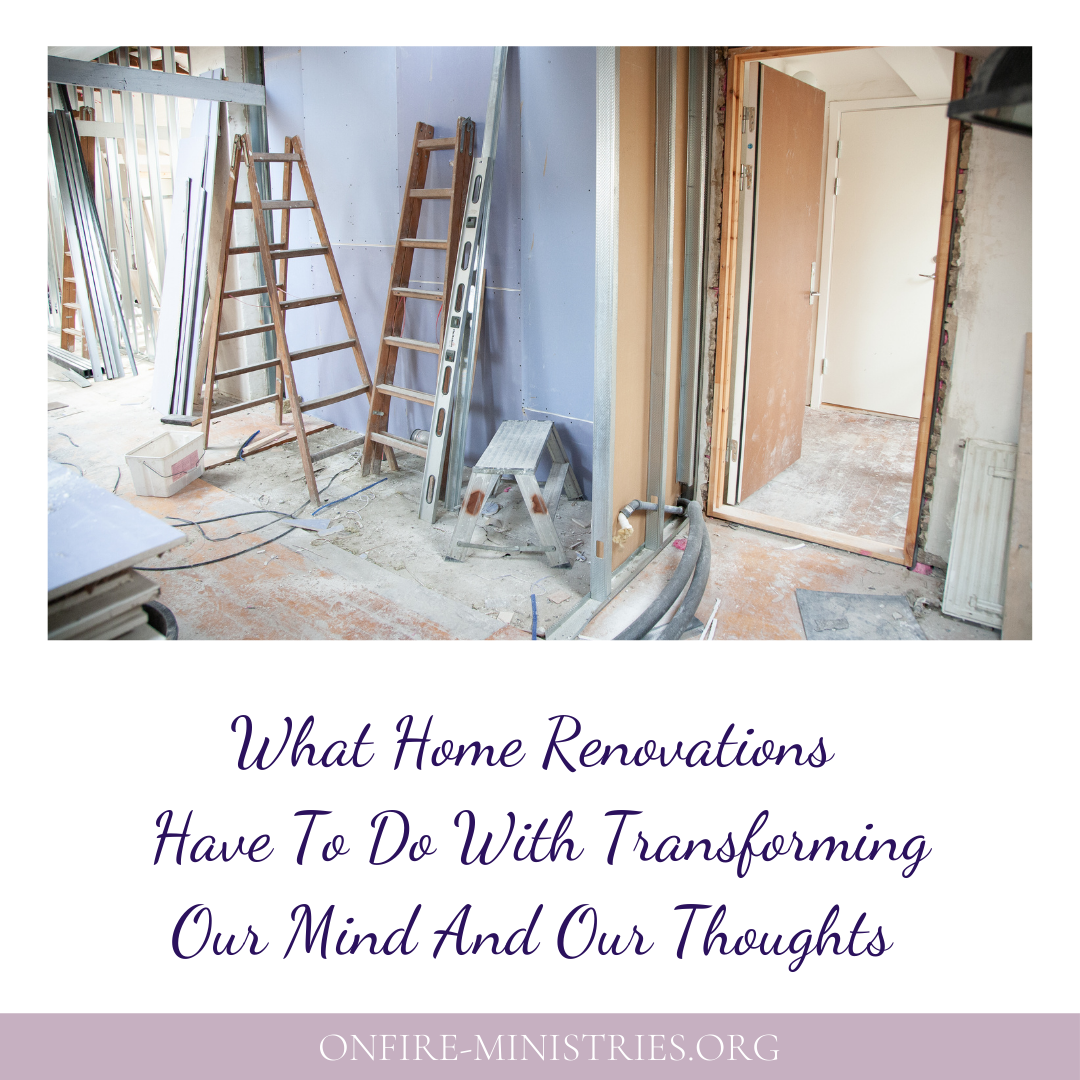 What Home Renovations
Have To Do With Transforming
Our Mind And Our Thoughts
ONFIRE-MINISTRIES.ORG